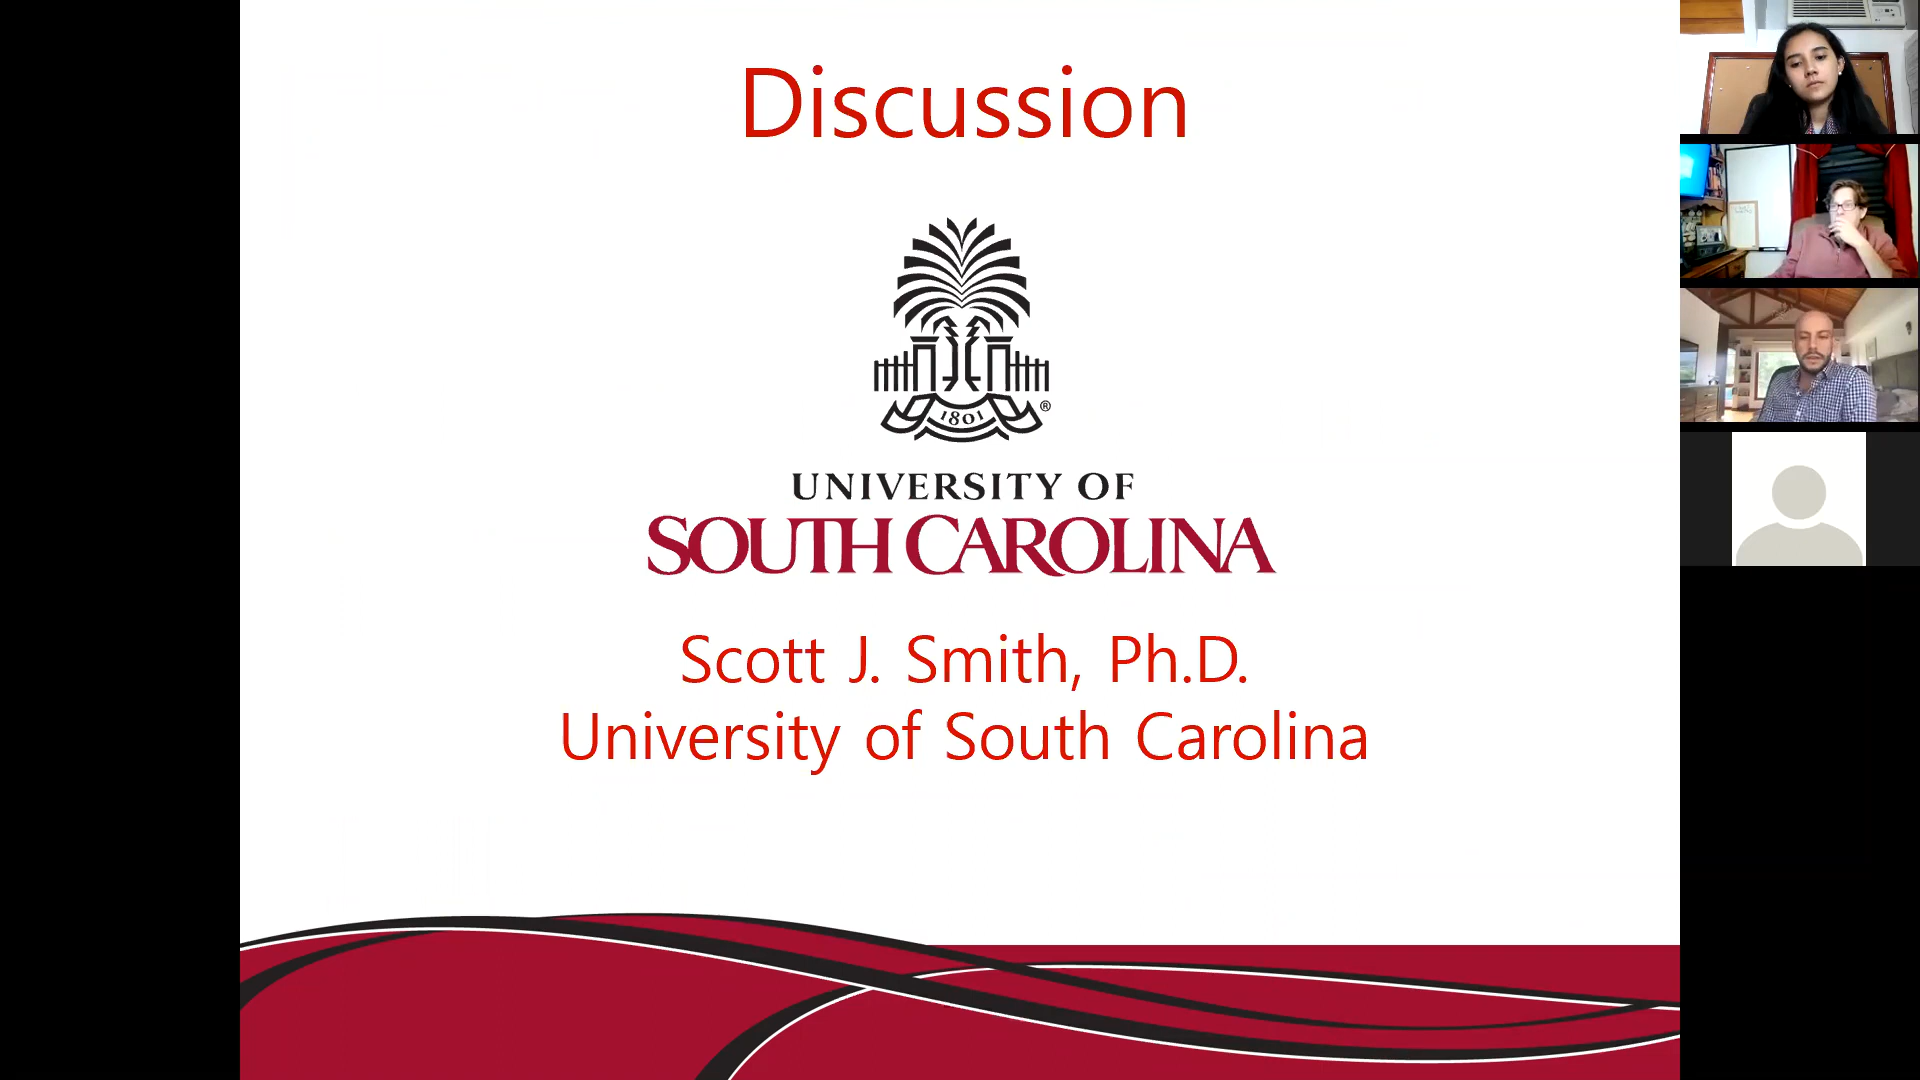 Discussion
1801
®
UNIVERSITY OF
SOUTH CAROLINA
Scott J. Smith, Ph.D.
University of South Carolina